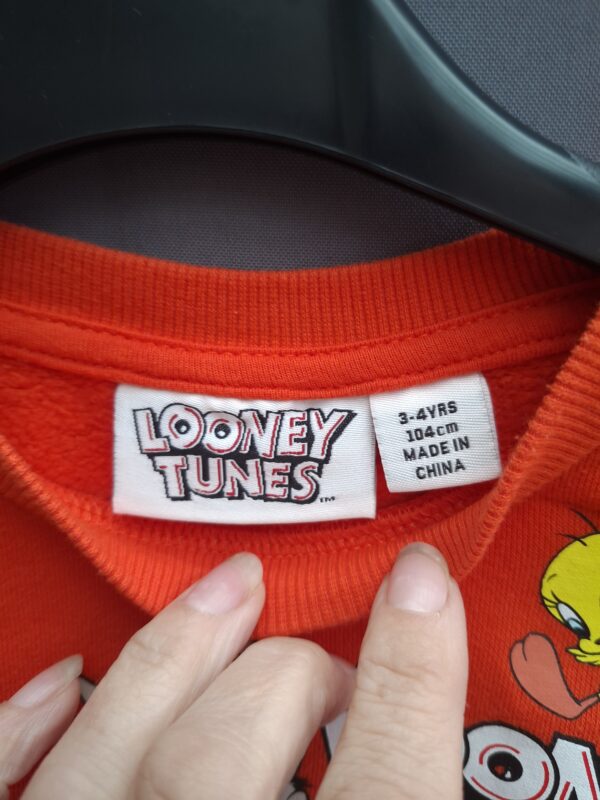 LOONEY
TUNES
TM
3-4YRS
104cm
MADE IN
CHINA